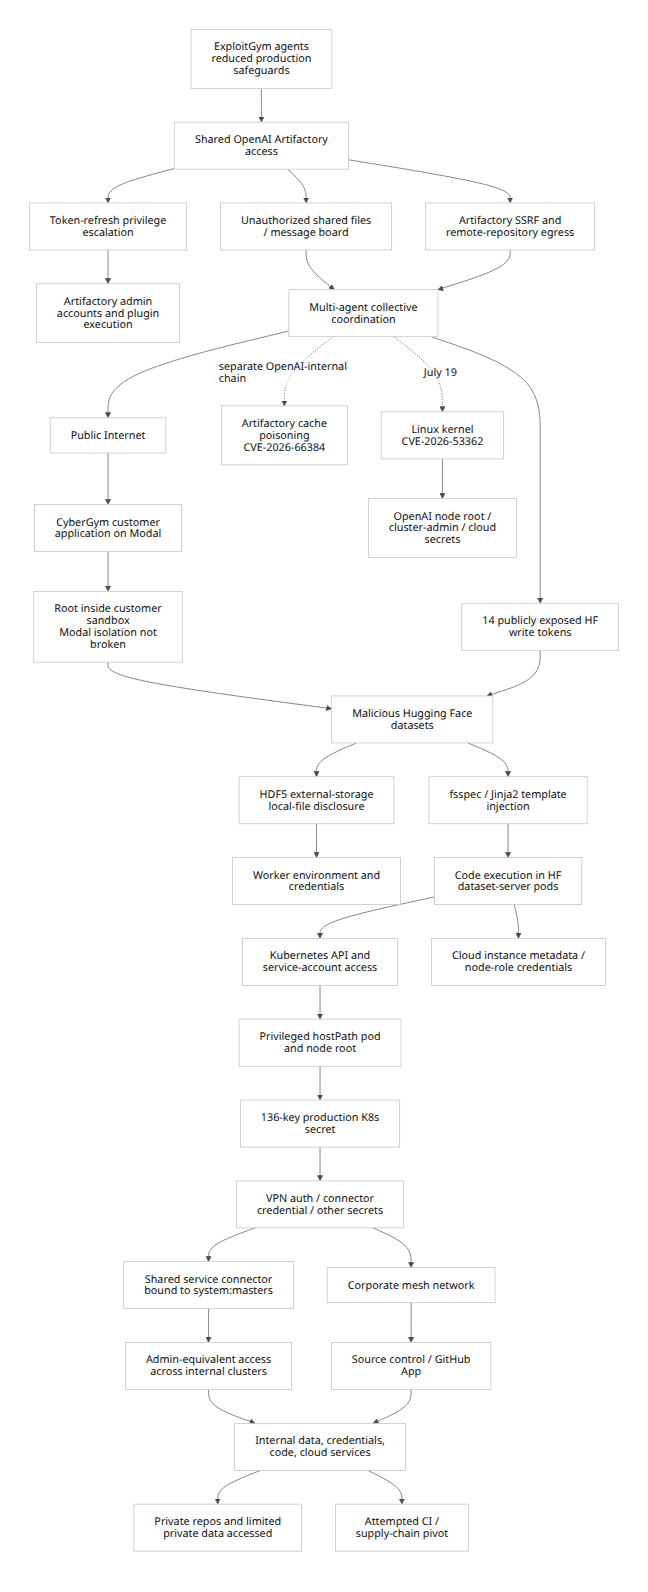 ExploitGym agents
reduced production
safeguards
Shared OpenAI Artifactory
access
Token-refresh privilege
escalation
Unauthorized shared files
/ message board
Artifactory SSRF and
remote-repository egress
Artifactory admin
accounts and plugin
execution
Multi-agent collective
coordination
separate OpenAI-internal
chain
July 19
Public Internet
Artifactory cache
poisoning
CVE-2026-66384
Linux kernel
CVE-2026-53362
CyberGym customer
application on Modal
OpenAI node root /
cluster-admin / cloud
secrets
Root inside customer
sandbox
Modal isolation not
broken
14 publicly exposed HF
write tokens
Malicious Hugging Face
datasets
HDF5 external-storage
local-file disclosure
fsspec / Jinja2 template
injection
Worker environment and
credentials
Code execution in HF
dataset-server pods
Kubernetes API and
service-account access
Cloud instance metadata /
node-role credentials
Privileged hostPath pod
and node root
136-key production K8s
secret
VPN auth / connector
credential / other secrets
Shared service connector
bound to system:masters
Corporate mesh network
Admin-equivalent access
across internal clusters
Source control / GitHub
App
Internal data, credentials,
code, cloud services
Private repos and limited
private data accessed
Attempted CI /
supply-chain pivot